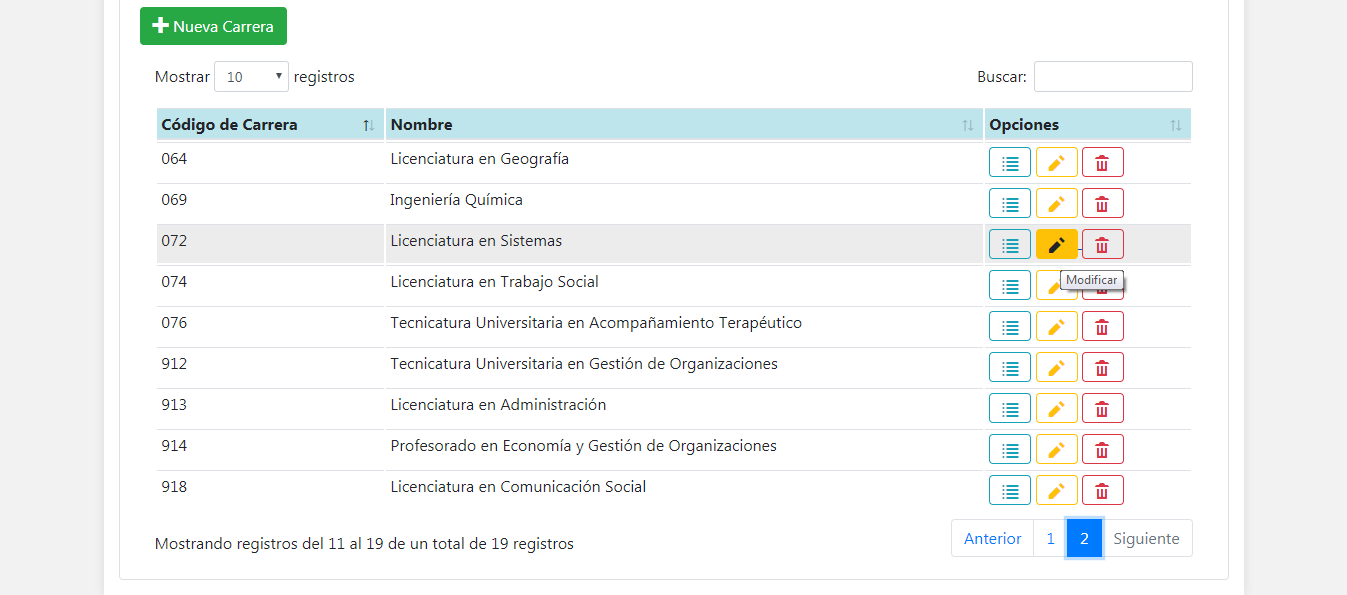 Nueva Carrera
Mostrar 10 registros Buscar:
Código de Carrera Nombre Opciones
064 Licenciatura en Geografía
069 Ingeniería Química
072 Licenciatura en Sistemas
Modificar
074 Licenciatura en Trabajo Social
076 Tecnicatura Universitaria en Acompañamiento Terapéutico
912 Tecnicatura Universitaria en Gestión de Organizaciones
913 Licenciatura en Administración
914 Profesorado en Economía y Gestión de Organizaciones
918 Licenciatura en Comunicación Social
Mostrando registros del 11 al 19 de un total de 19 registros Anterior 1 2 Siguiente